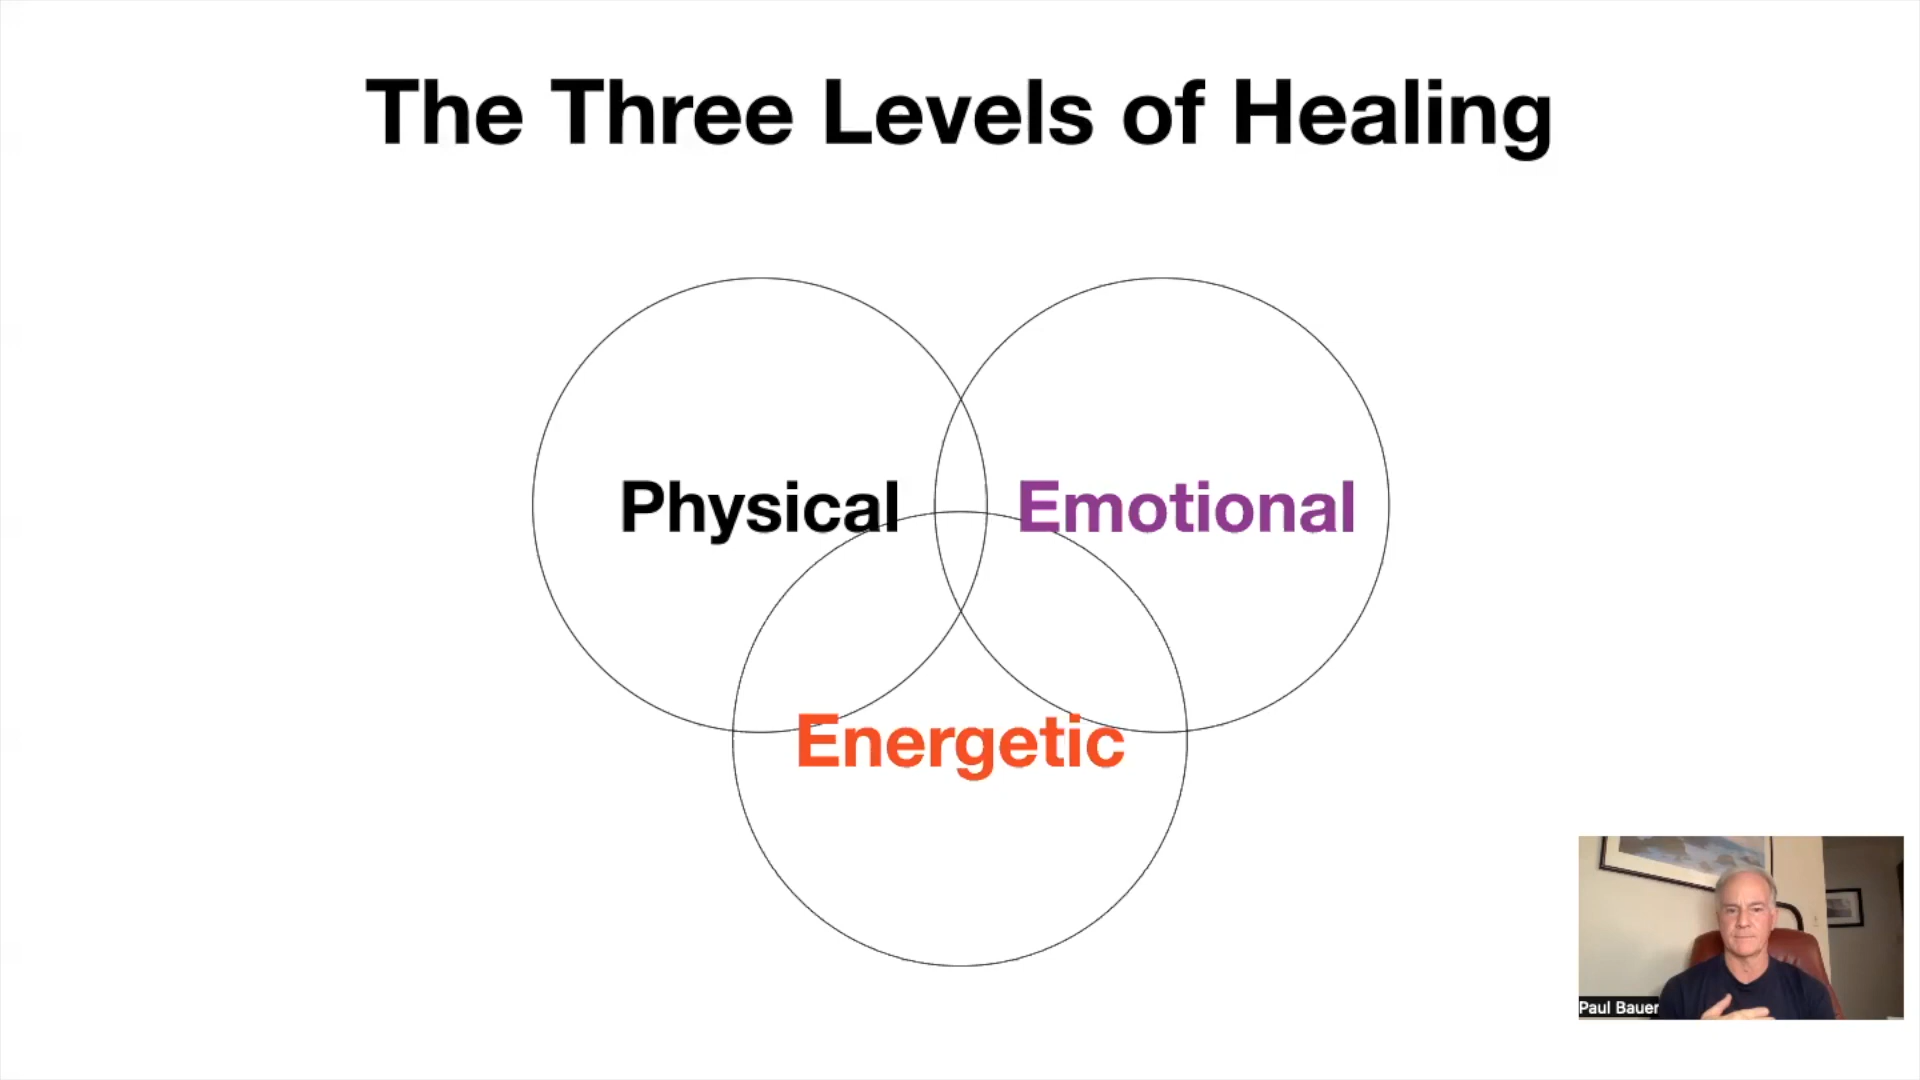 The Three Levels of Healing
Physical
Emotional
Energetic
Paul Bauer